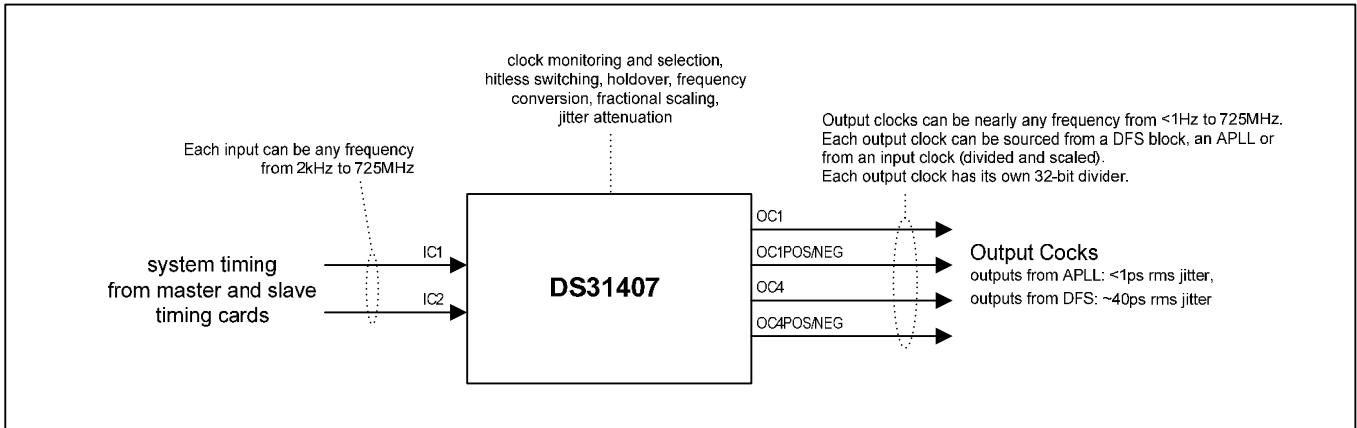 clock monitoring and selection,
hitless switching, holdover, frequency
conversion, fractional scaling,
jitter attenuation
Output clocks can be nearly any frequency from <1Hz to 725MHz.
Each output clock can be sourced from a DFS block, an APLL or
from an input clock (divided and scaled).
Each output clock has its own 32-bit divider.
Each input can be any frequency
from 2kHz to 725MHz
system timing
from master and slave
timing cards
IC1
IC2
DS31407
OC1
OC1POS/NEG
OC4
OC4POS/NEG
Output Cocks
outputs from APLL: <1ps rms jitter,
outputs from DFS: ~40ps rms jitter